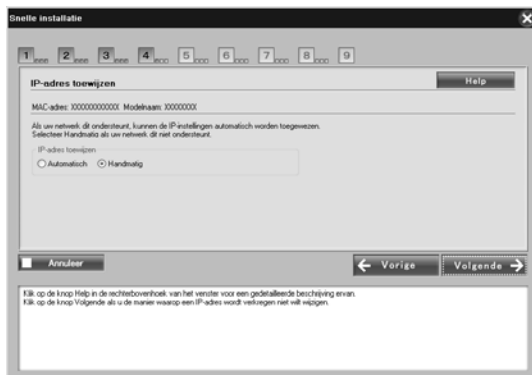 Snelle installatie
1 2 3 4 5 6 7 8 9
IP-adres toewijzen
Help
MAC-adres: XXXXXXXXXXXX Modelnaam: XXXXXXXX
Als uw netwerk dit ondersteunt, kunnen de IP-instellingen automatisch worden toegewezen.
Selecteer Handmatig als uw netwerk dit niet ondersteunt.
IP-adres toewijzen
Automatisch Handmatig
Annuleer
Vorige
Volgende
Klik op de knop Help in de rechterbovenhoek van het venster voor een gedetailleerde beschrijving ervan.
Klik op de knop Volgende als u de manier waarop een IP-adres wordt verkregen niet wilt wijzigen.